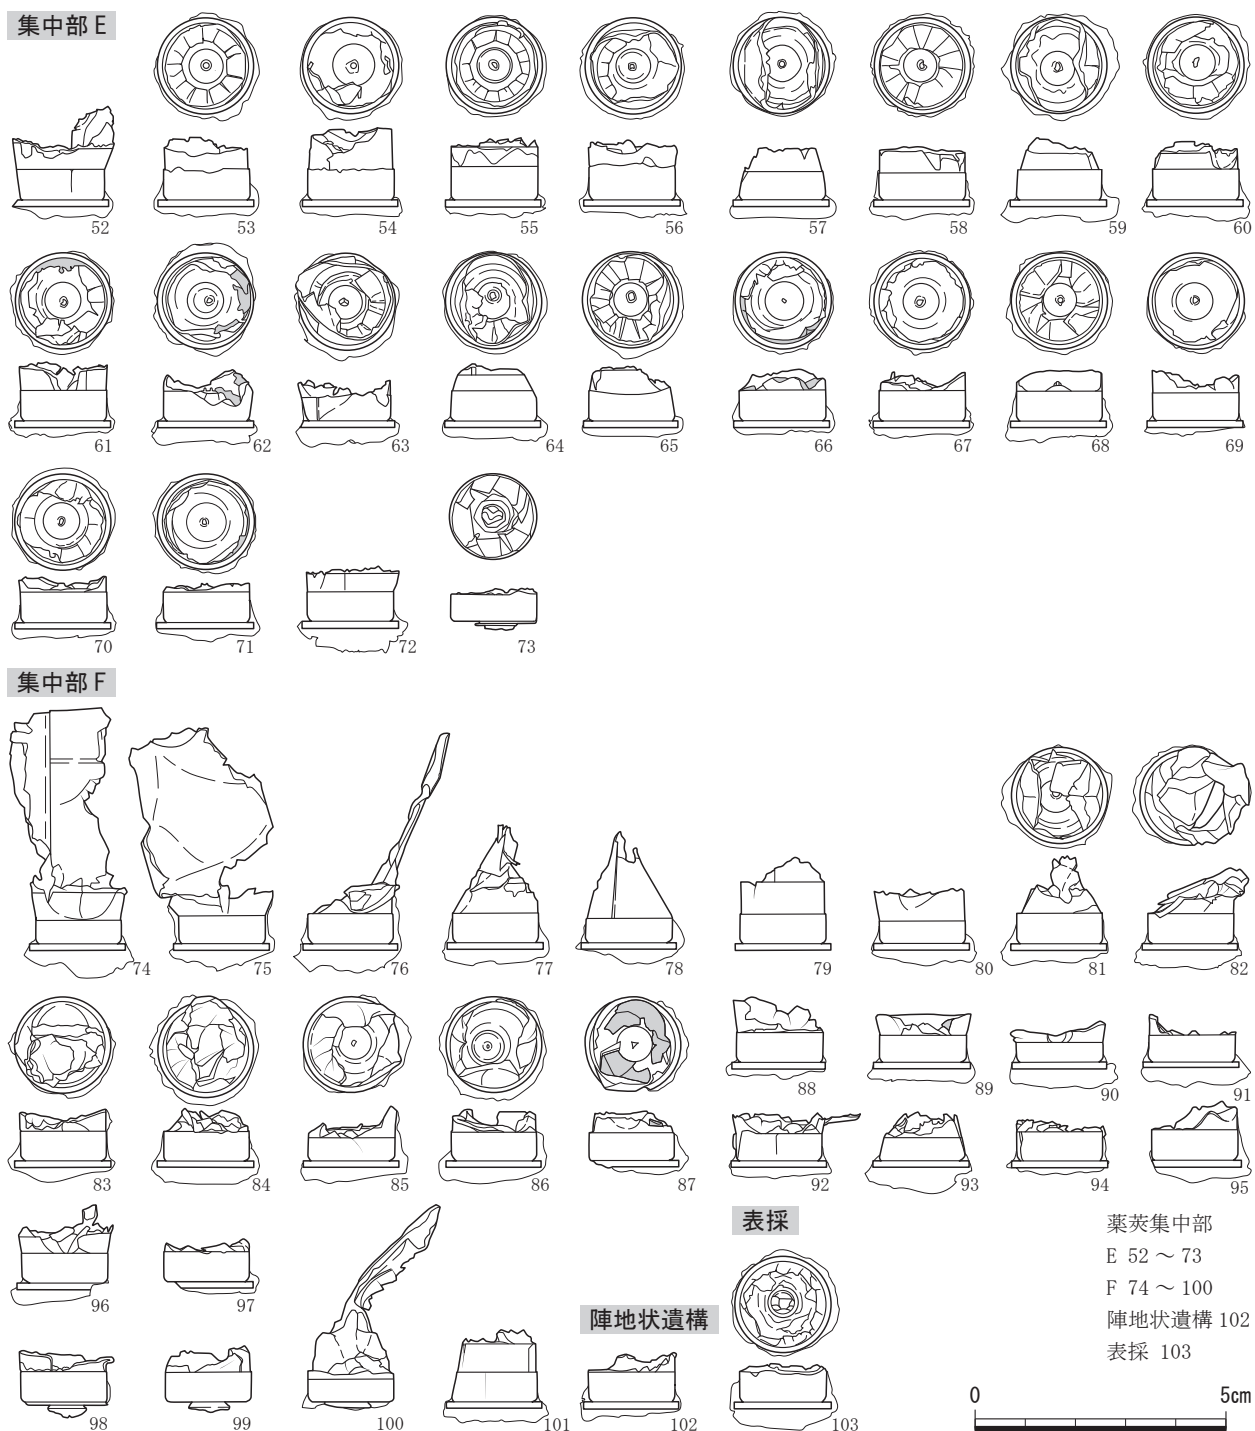 集中部 E
52 53 54 55 56 57 58 59 60
61 62 63 64 65 66 67 68 69
70 71 72 73
集中部 F
74 75 76 77 78 79 80 81 82
83 84 85 86 87 88 89 90 91
92 93 94 95
表採
薬莢集中部
E 52 ～ 73
F 74 ～ 100
陣地状遺構 102
表採 103
96 97
陣地状遺構
98 99 100 101 102 103
0 5cm